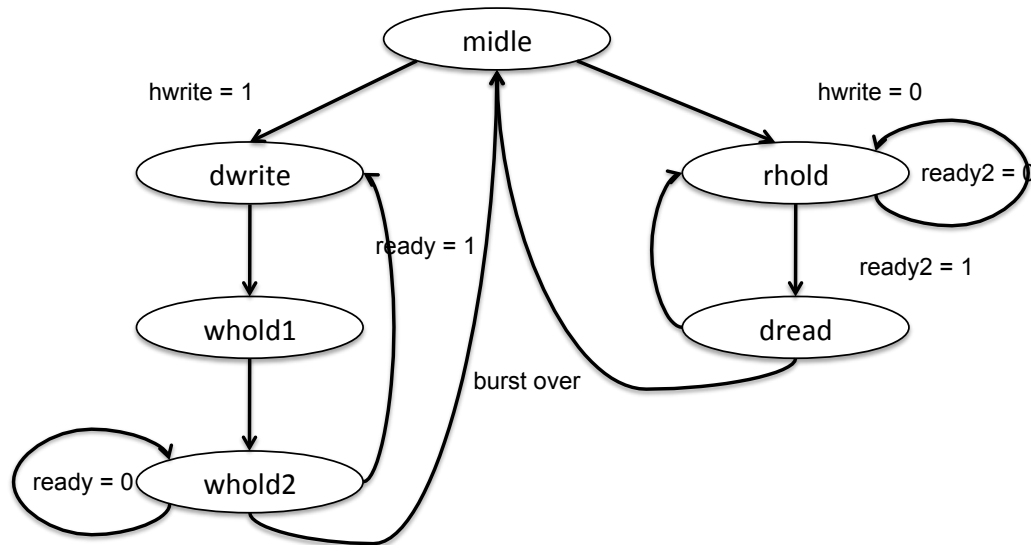 midle
hwrite = 1
hwrite = 0
dwrite
rhold
ready2 = 0
ready = 1
ready2 = 1
whold1
dread
burst over
ready = 0
whold2